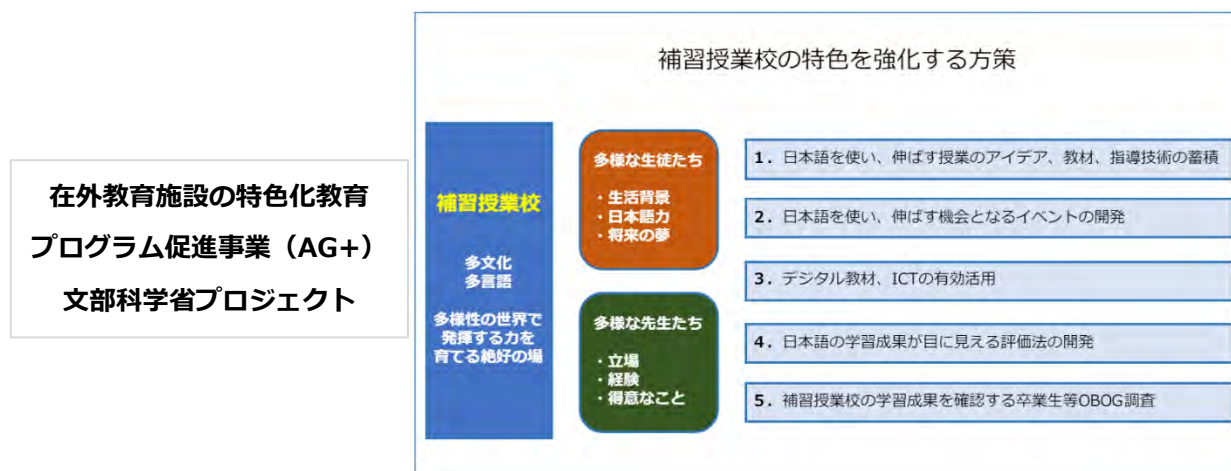 在外教育施設の特色化教育
プログラム促進事業（AG+）
文部科学省プロジェクト
補習授業校の特色を強化する方策
補習授業校
多文化
多言語
多様性の世界で
発揮する力を
育てる絶好の場
多様な生徒たち
・生活背景
・日本語力
・将来の夢
多様な先生たち
・立場
・経験
・得意なこと
1．日本語を使い、伸ばす授業のアイデア、教材、指導技術の蓄積
2．日本語を使い、伸ばす機会となるイベントの開発
3．デジタル教材、ICTの有効活用
4．日本語の学習成果が目に見える評価法の開発
5．補習授業校の学習成果を確認する卒業生等OBOG調査